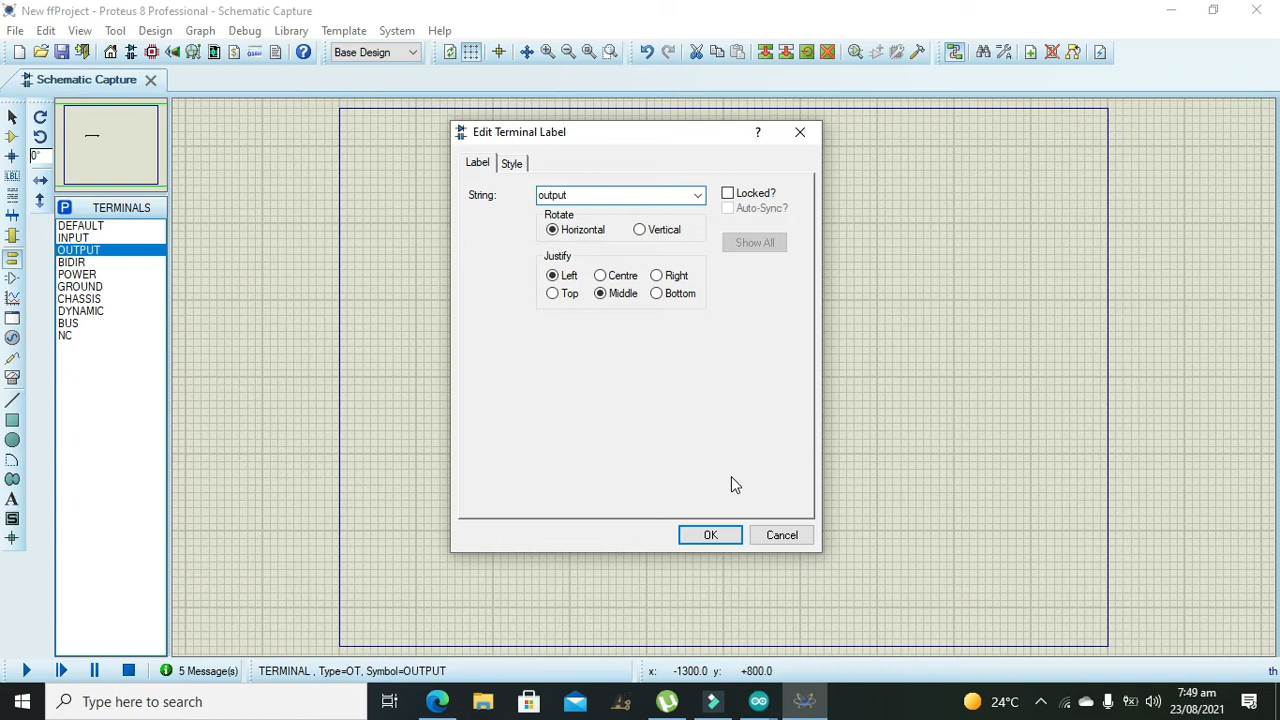 New ffProject - Proteus 8 Professional - Schematic Capture
File Edit View Tool Design Graph Debug Library Template System Help
Base Design
Schematic Capture
0°
LBL
P TERMINALS
DEFAULT
INPUT
OUTPUT
BIDIR
POWER
GROUND
CHASSIS
DYNAMIC
BUS
NC
A
S
Edit Terminal Label
Label Style
String: output
Locked?
Auto-Sync?
Rotate
Horizontal Vertical
Show All
Justify
Left Centre Right
Top Middle Bottom
OK Cancel
5 Message(s) TERMINAL , Type=OT, Symbol=OUTPUT x: -1300.0 y: +800.0 th
Type here to search
24°C
7:49 am
23/08/2021